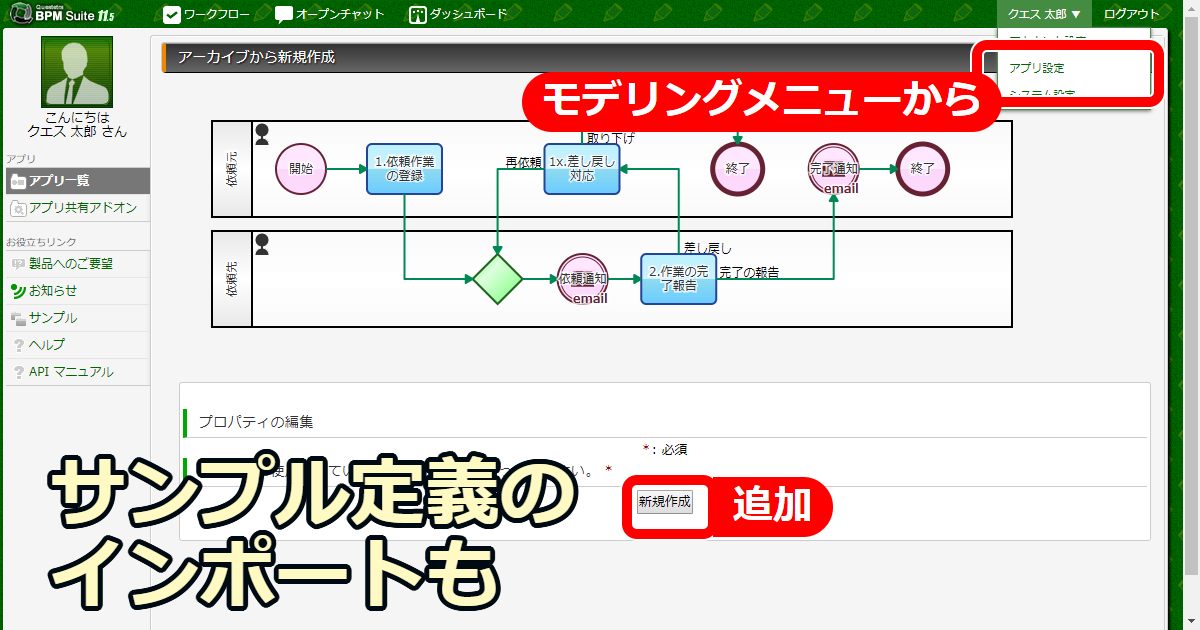 Questetra
BPM Suite 11.5
ワークフロー
オープンチャット
ダッシュボード
クエス 太郎 ▼
ログアウト
アプリ設定
システム設定
こんにちは
クエス 太郎 さん
アプリ
アプリ一覧
アプリ共有アドオン
お役立ちリンク
製品へのご要望
お知らせ
サンプル
ヘルプ
API マニュアル
アーカイブから新規作成
モデリングメニューから
依頼元
開始
1.依頼作業
の登録
再依頼
取り下げ
1x.差し戻し
対応
終了
完了通知
email
終了
依頼先
依頼通知
email
差し戻し
2.作業の完
了報告
完了の報告
プロパティの編集
*: 必須
い。 *
新規作成
追加
サンプル定義の
インポートも